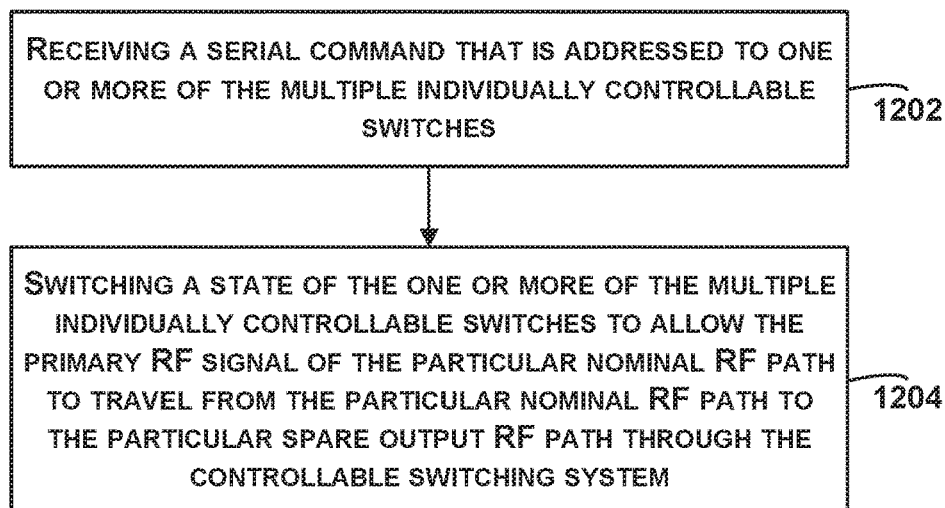 RECEIVING A SERIAL COMMAND THAT IS ADDRESSED TO ONE
OR MORE OF THE MULTIPLE INDIVIDUALLY CONTROLLABLE
SWITCHES
1202
SWITCHING A STATE OF THE ONE OR MORE OF THE MULTIPLE
INDIVIDUALLY CONTROLLABLE SWITCHES TO ALLOW THE
PRIMARY RF SIGNAL OF THE PARTICULAR NOMINAL RF PATH
TO TRAVEL FROM THE PARTICULAR NOMINAL RF PATH TO
THE PARTICULAR SPARE OUTPUT RF PATH THROUGH THE
CONTROLLABLE SWITCHING SYSTEM
1204